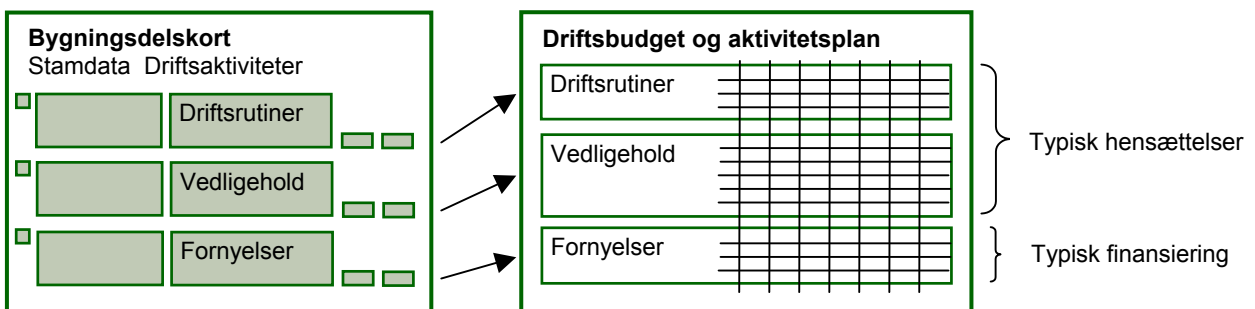 Bygningsdelskort
Stamdata Driftsaktiviteter
Driftsrutiner
Vedligehold
Fornyelser
Driftsbudget og aktivitetsplan
Driftsrutiner
Vedligehold
Fornyelser
Typisk hensættelser
Typisk finansiering